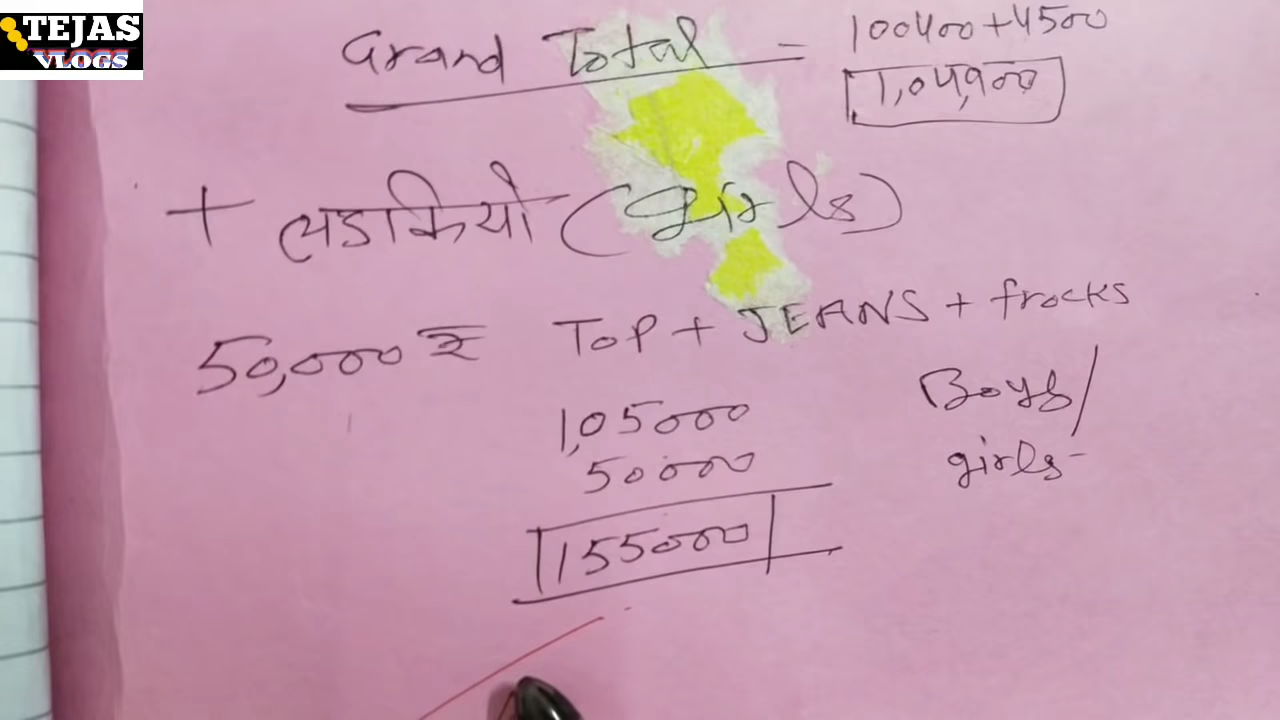 TEJAS
VLOGS
Grand Total = 100400+4500
1,04,900
+ लडकियो (girls)
50,000 ₹ TOP + JEANS + frocks
1,05000
50000
155000
Boys/
girls-